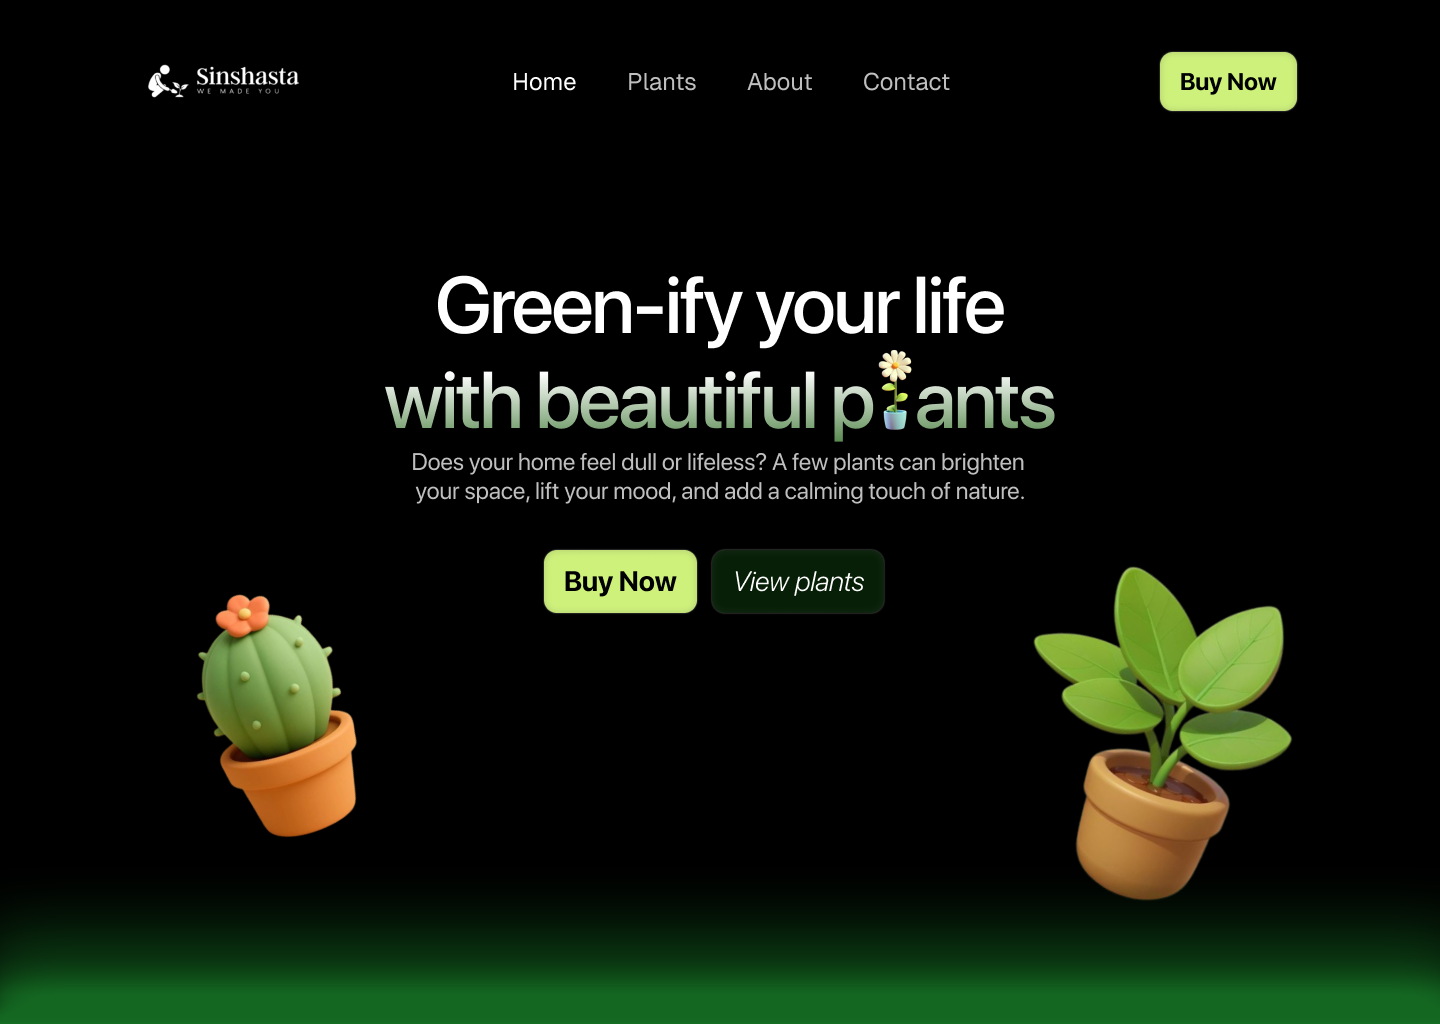 Sinshasta
WE MADE YOU
Home
Plants
About
Contact
Buy Now
Green-ify your life
with beautiful plants
Does your home feel dull or lifeless? A few plants can brighten
your space, lift your mood, and add a calming touch of nature.
Buy Now
View plants